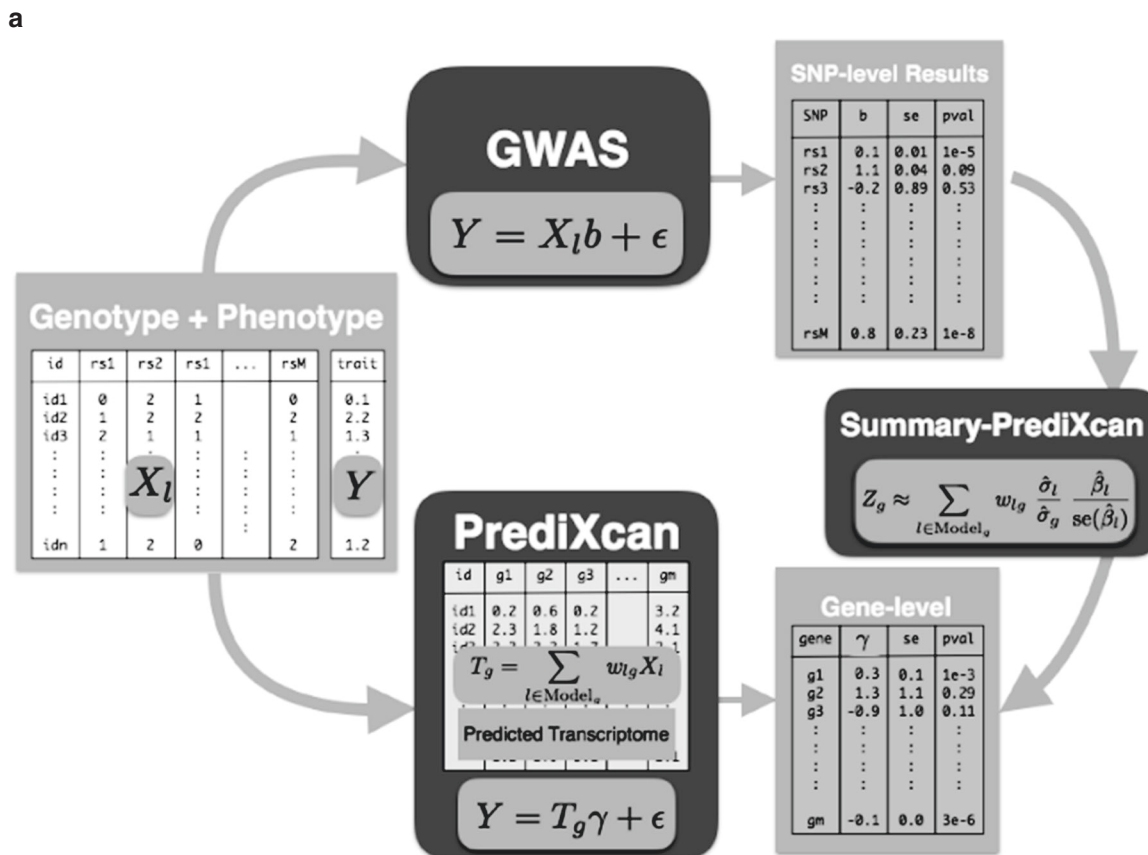 a
GWAS
Y = X_l b + ϵ
SNP-level Results
SNP b se pval
rs1 0.1 0.01 1e-5
rs2 1.1 0.04 0.09
rs3 -0.2 0.89 0.53
rsM 0.8 0.23 1e-8
Genotype + Phenotype
id rs1 rs2 rs1 ... rsM trait
id1 0 2 1 0 0.1
id2 1 2 2 2 2.2
id3 2 1 1 1 1.3
X_l Y
idn 1 2 0 2 1.2
Summary-PrediXcan
Z_g ≈ ∑_{l∈Model_g} w_{lg} \frac{σ̂_l}{σ̂_g} \frac{β̂_l}{se(β̂_l)}
PrediXcan
id g1 g2 g3 ... gm
id1 0.2 0.6 0.2 3.2
id2 2.3 1.8 1.2 4.1
T_g = ∑_{l∈Model_g} w_{lg} X_l
Predicted Transcriptome
Y = T_g γ + ϵ
Gene-level
gene γ se pval
g1 0.3 0.1 1e-3
g2 1.3 1.1 0.29
g3 -0.9 1.0 0.11
gm -0.1 0.0 3e-6